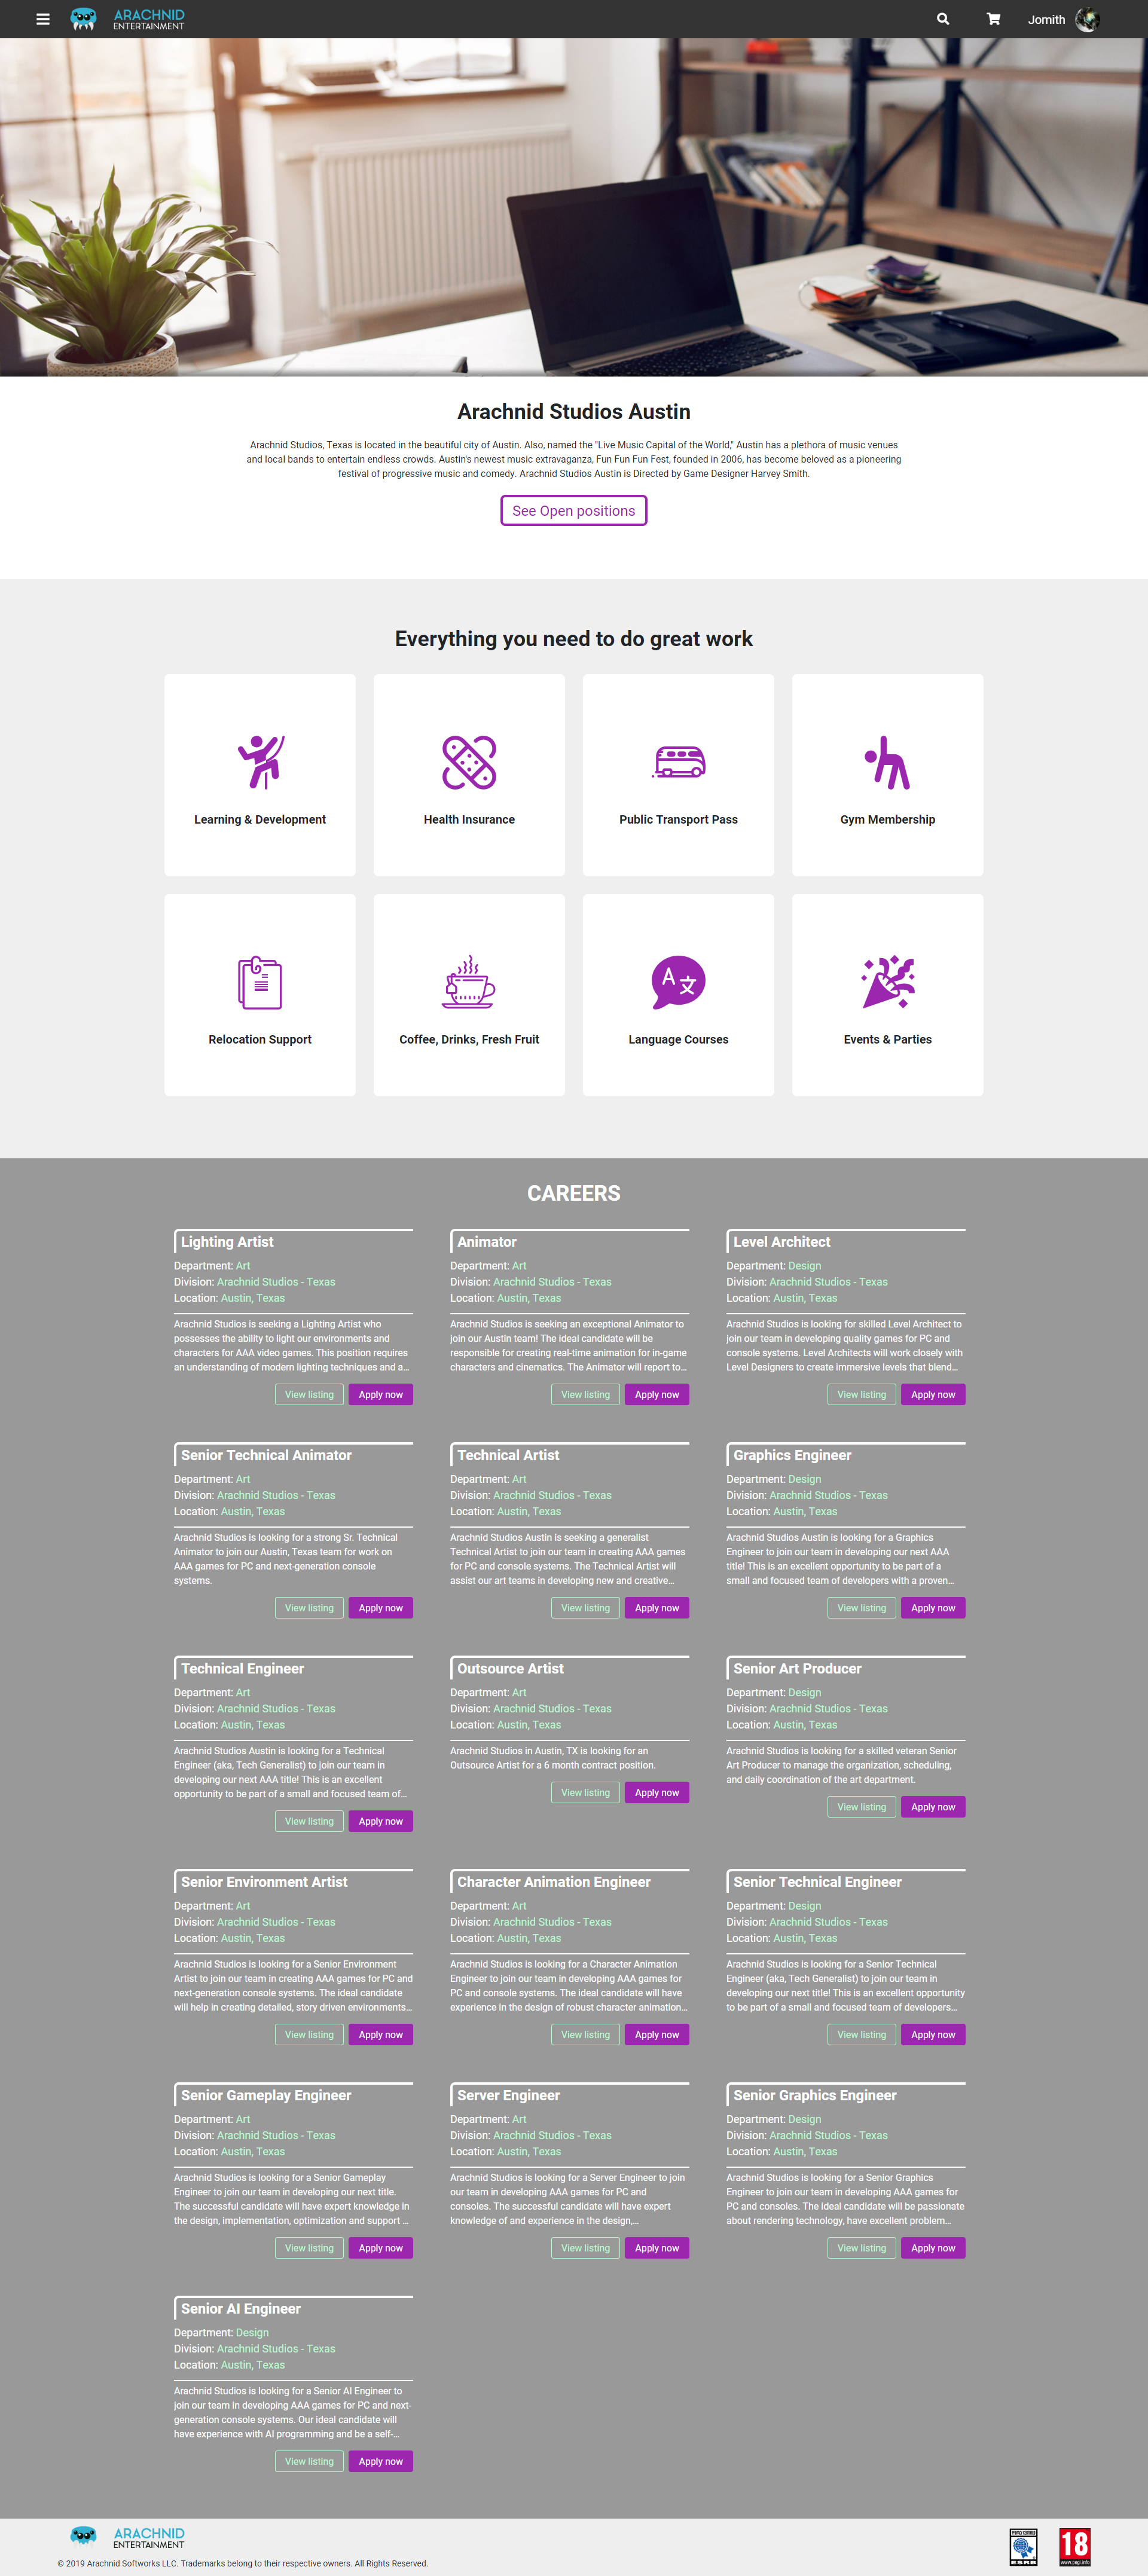 ARACHNID
ENTERTAINMENT
Jomith
Arachnid Studios Austin
Arachnid Studios, Texas is located in the beautiful city of Austin. Also, named the "Live Music Capital of the World," Austin has a plethora of music venues
and local bands to entertain endless crowds. Austin's newest music extravaganza, Fun Fun Fun Fest, founded in 2006, has become beloved as a pioneering
festival of progressive music and comedy. Arachnid Studios Austin is Directed by Game Designer Harvey Smith.
See Open positions
Everything you need to do great work
Learning & Development
Health Insurance
Public Transport Pass
Gym Membership
Relocation Support
Coffee, Drinks, Fresh Fruit
A
文
Language Courses
Events & Parties
CAREERS
Lighting Artist
Department: Art
Division: Arachnid Studios - Texas
Location: Austin, Texas
Arachnid Studios is seeking a Lighting Artist who
possesses the ability to light our environments and
characters for AAA video games. This position requires
an understanding of modern lighting techniques and a...
View listing
Apply now
Animator
Department: Art
Division: Arachnid Studios - Texas
Location: Austin, Texas
Arachnid Studios is seeking an exceptional Animator to
join our Austin team! The ideal candidate will be
responsible for creating real-time animation for in-game
characters and cinematics. The Animator will report to...
View listing
Apply now
Level Architect
Department: Design
Division: Arachnid Studios - Texas
Location: Austin, Texas
Arachnid Studios is looking for skilled Level Architect to
join our team in developing quality games for PC and
console systems. Level Architects will work closely with
Level Designers to create immersive levels that blend...
View listing
Apply now
Senior Technical Animator
Department: Art
Division: Arachnid Studios - Texas
Location: Austin, Texas
Arachnid Studios is looking for a strong Sr. Technical
Animator to join our Austin, Texas team for work on
AAA games for PC and next-generation console
systems.
View listing
Apply now
Technical Artist
Department: Art
Division: Arachnid Studios - Texas
Location: Austin, Texas
Arachnid Studios Austin is seeking a generalist
Technical Artist to join our team in creating AAA games
for PC and console systems. The Technical Artist will
assist our art teams in developing new and creative...
View listing
Apply now
Graphics Engineer
Department: Design
Division: Arachnid Studios - Texas
Location: Austin, Texas
Arachnid Studios Austin is looking for a Graphics
Engineer to join our team in developing our next AAA
title! This is an excellent opportunity to be part of a
small and focused team of developers with a proven...
View listing
Apply now
Technical Engineer
Department: Art
Division: Arachnid Studios - Texas
Location: Austin, Texas
Arachnid Studios Austin is looking for a Technical
Engineer (aka, Tech Generalist) to join our team in
developing our next AAA title! This is an excellent
opportunity to be part of a small and focused team of...
View listing
Apply now
Outsource Artist
Department: Art
Division: Arachnid Studios - Texas
Location: Austin, Texas
Arachnid Studios in Austin, TX is looking for an
Outsource Artist for a 6 month contract position.
View listing
Apply now
Senior Art Producer
Department: Design
Division: Arachnid Studios - Texas
Location: Austin, Texas
Arachnid Studios is looking for a skilled veteran Senior
Art Producer to manage the organization, scheduling,
and daily coordination of the art department.
View listing
Apply now
Senior Environment Artist
Department: Art
Division: Arachnid Studios - Texas
Location: Austin, Texas
Arachnid Studios is looking for a Senior Environment
Artist to join our team in creating AAA games for PC and
next-generation console systems. The ideal candidate
will help in creating detailed, story driven environments...
View listing
Apply now
Character Animation Engineer
Department: Art
Division: Arachnid Studios - Texas
Location: Austin, Texas
Arachnid Studios is looking for a Character Animation
Engineer to join our team in developing AAA games for
PC and console systems. The ideal candidate will have
experience in the design of robust character animation...
View listing
Apply now
Senior Technical Engineer
Department: Design
Division: Arachnid Studios - Texas
Location: Austin, Texas
Arachnid Studios is looking for a Senior Technical
Engineer (aka, Tech Generalist) to join our team in
developing our next title! This is an excellent opportunity
to be part of a small and focused team of developers...
View listing
Apply now
Senior Gameplay Engineer
Department: Art
Division: Arachnid Studios - Texas
Location: Austin, Texas
Arachnid Studios is looking for a Senior Gameplay
Engineer to join our team in developing our next title.
The successful candidate will have expert knowledge in
the design, implementation, optimization and support ...
View listing
Apply now
Server Engineer
Department: Art
Division: Arachnid Studios - Texas
Location: Austin, Texas
Arachnid Studios is looking for a Server Engineer to join
our team in developing AAA games for PC and
consoles. The successful candidate will have expert
knowledge of and experience in the design,...
View listing
Apply now
Senior Graphics Engineer
Department: Design
Division: Arachnid Studios - Texas
Location: Austin, Texas
Arachnid Studios is looking for a Senior Graphics
Engineer to join our team in developing AAA games for
PC and consoles. The ideal candidate will be passionate
about rendering technology, have excellent problem...
View listing
Apply now
Senior AI Engineer
Department: Design
Division: Arachnid Studios - Texas
Location: Austin, Texas
Arachnid Studios is looking for a Senior AI Engineer to
join our team in developing AAA games for PC and next-
generation console systems. Our ideal candidate will
have experience with AI programming and be a self-...
View listing
Apply now
ARACHNID
ENTERTAINMENT
© 2019 Arachnid Softworks LLC. Trademarks belong to their respective owners. All Rights Reserved.
PRIVACY CERTIFIED
ESRB
18
www.pegi.info